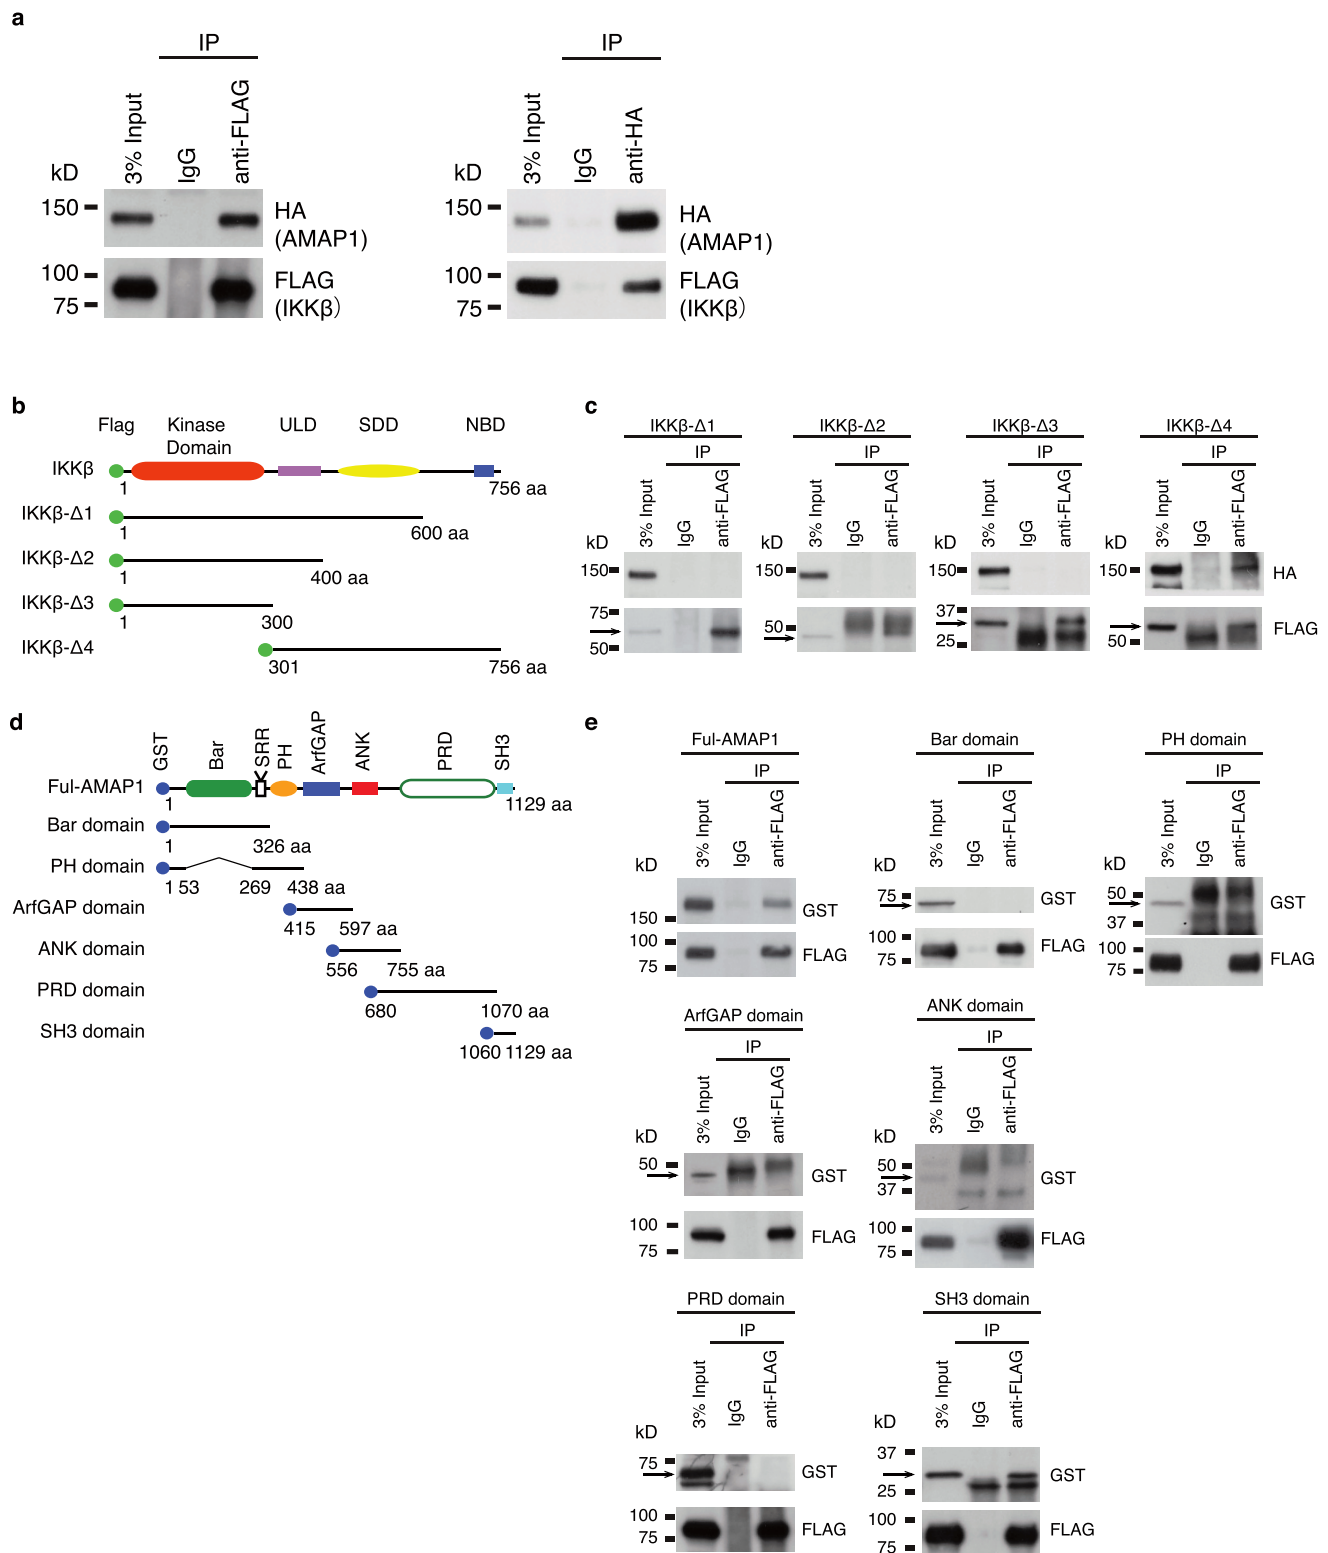 a
IP
3% Input
IgG
anti-FLAG
kD
150
HA
(AMAP1)
100
75
FLAG
(IKKβ)
IP
3% Input
IgG
anti-HA
kD
150
HA
(AMAP1)
100
75
FLAG
(IKKβ)
b
Flag
Kinase
Domain
ULD
SDD
NBD
IKKβ
1
756 aa
IKKβ-Δ1
1
600 aa
IKKβ-Δ2
1
400 aa
IKKβ-Δ3
1
300
IKKβ-Δ4
301
756 aa
c
IKKβ-Δ1
IP
3% Input
IgG
anti-FLAG
kD
150
75
50
IKKβ-Δ2
IP
3% Input
IgG
anti-FLAG
kD
150
50
IKKβ-Δ3
IP
3% Input
IgG
anti-FLAG
kD
150
37
25
IKKβ-Δ4
IP
3% Input
IgG
anti-FLAG
150
HA
50
FLAG
d
GST
Bar
SRR
PH
ArfGAP
ANK
PRD
SH3
Ful-AMAP1
1
1129 aa
Bar domain
1
326 aa
PH domain
1 53
269
438 aa
ArfGAP domain
415
597 aa
ANK domain
556
755 aa
PRD domain
680
1070 aa
SH3 domain
1060 1129 aa
e
Ful-AMAP1
IP
3% Input
IgG
anti-FLAG
kD
150
GST
100
75
FLAG
Bar domain
IP
3% Input
IgG
anti-FLAG
kD
75
GST
100
75
FLAG
PH domain
IP
3% Input
IgG
anti-FLAG
kD
50
37
GST
100
75
FLAG
ArfGAP domain
IP
3% Input
IgG
anti-FLAG
kD
50
GST
100
75
FLAG
ANK domain
IP
3% Input
IgG
anti-FLAG
kD
50
37
GST
100
75
FLAG
PRD domain
IP
3% Input
IgG
anti-FLAG
kD
75
GST
100
75
FLAG
SH3 domain
IP
3% Input
IgG
anti-FLAG
kD
37
25
GST
100
75
FLAG